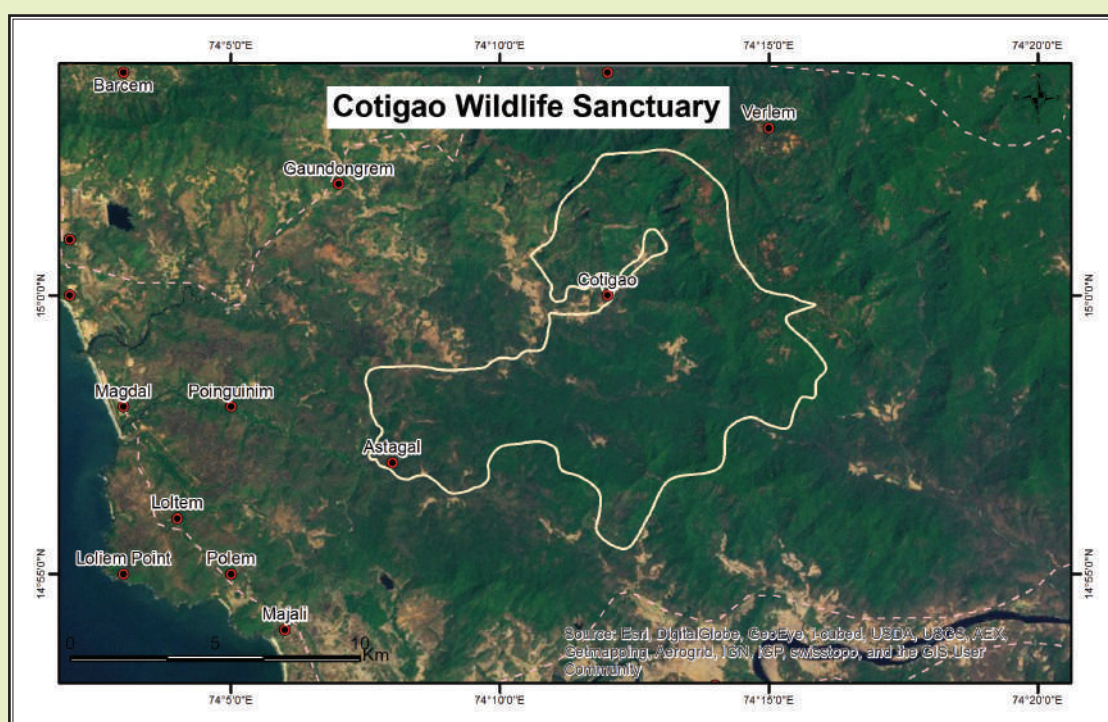 74°5'0"E 74°10'0"E 74°15'0"E 74°20'0"E
Barcem
Cotigao Wildlife Sanctuary
Verlem
Gaundongrem
Cotigao
15°0'0"N 15°0'0"N
Magdal Poinguinim
Astagal
Loltem
Loliem Point Polem
14°55'0"N 14°55'0"N
Majali
0 5 10
Km
Source: Esri, DigitalGlobe, GeoEye, i-cubed, USDA, USGS, AEX,
Getmapping, Aerogrid, IGN, IGP, swisstopo, and the GIS User
Community
74°5'0"E 74°10'0"E 74°15'0"E 74°20'0"E